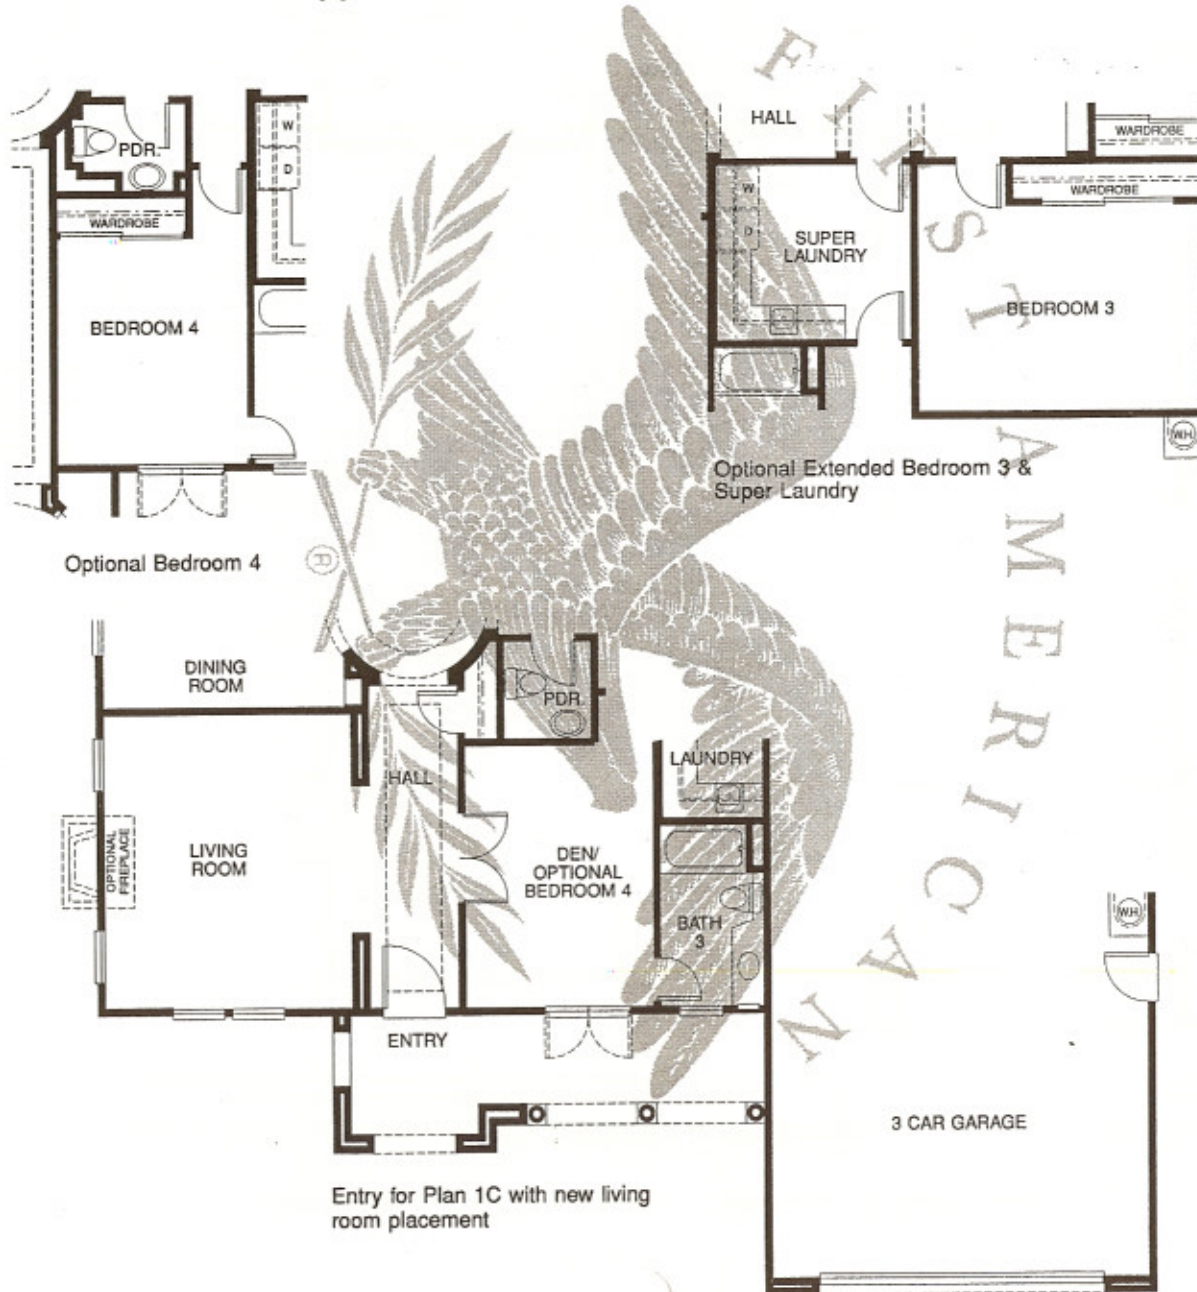 HALL
WARDROBE
W
D
PDR.
WARDROBE
W
D
SUPER
LAUNDRY
WARDROBE
BEDROOM 4
BEDROOM 3
W.H.
Optional Extended Bedroom 3 &
Super Laundry
Optional Bedroom 4
R
FIRST AMERICAN
DINING
ROOM
PDR.
HALL
LAUNDRY
LIVING
ROOM
OPTIONAL
FIREPLACE
DEN/
OPTIONAL
BEDROOM 4
BATH
3
W.H.
ENTRY
3 CAR GARAGE
Entry for Plan 1C with new living
room placement